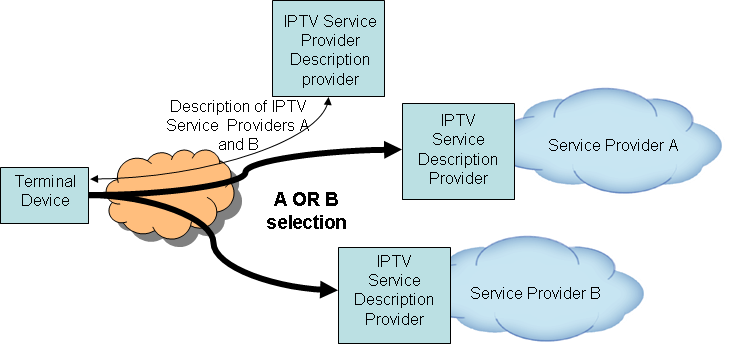 IPTV Service
Provider
Description
provider
Description of IPTV
Service Providers A
and B
IPTV
Service
Description
Provider
Service Provider A
Terminal
Device
A OR B
selection
IPTV
Service
Description
Provider
Service Provider B